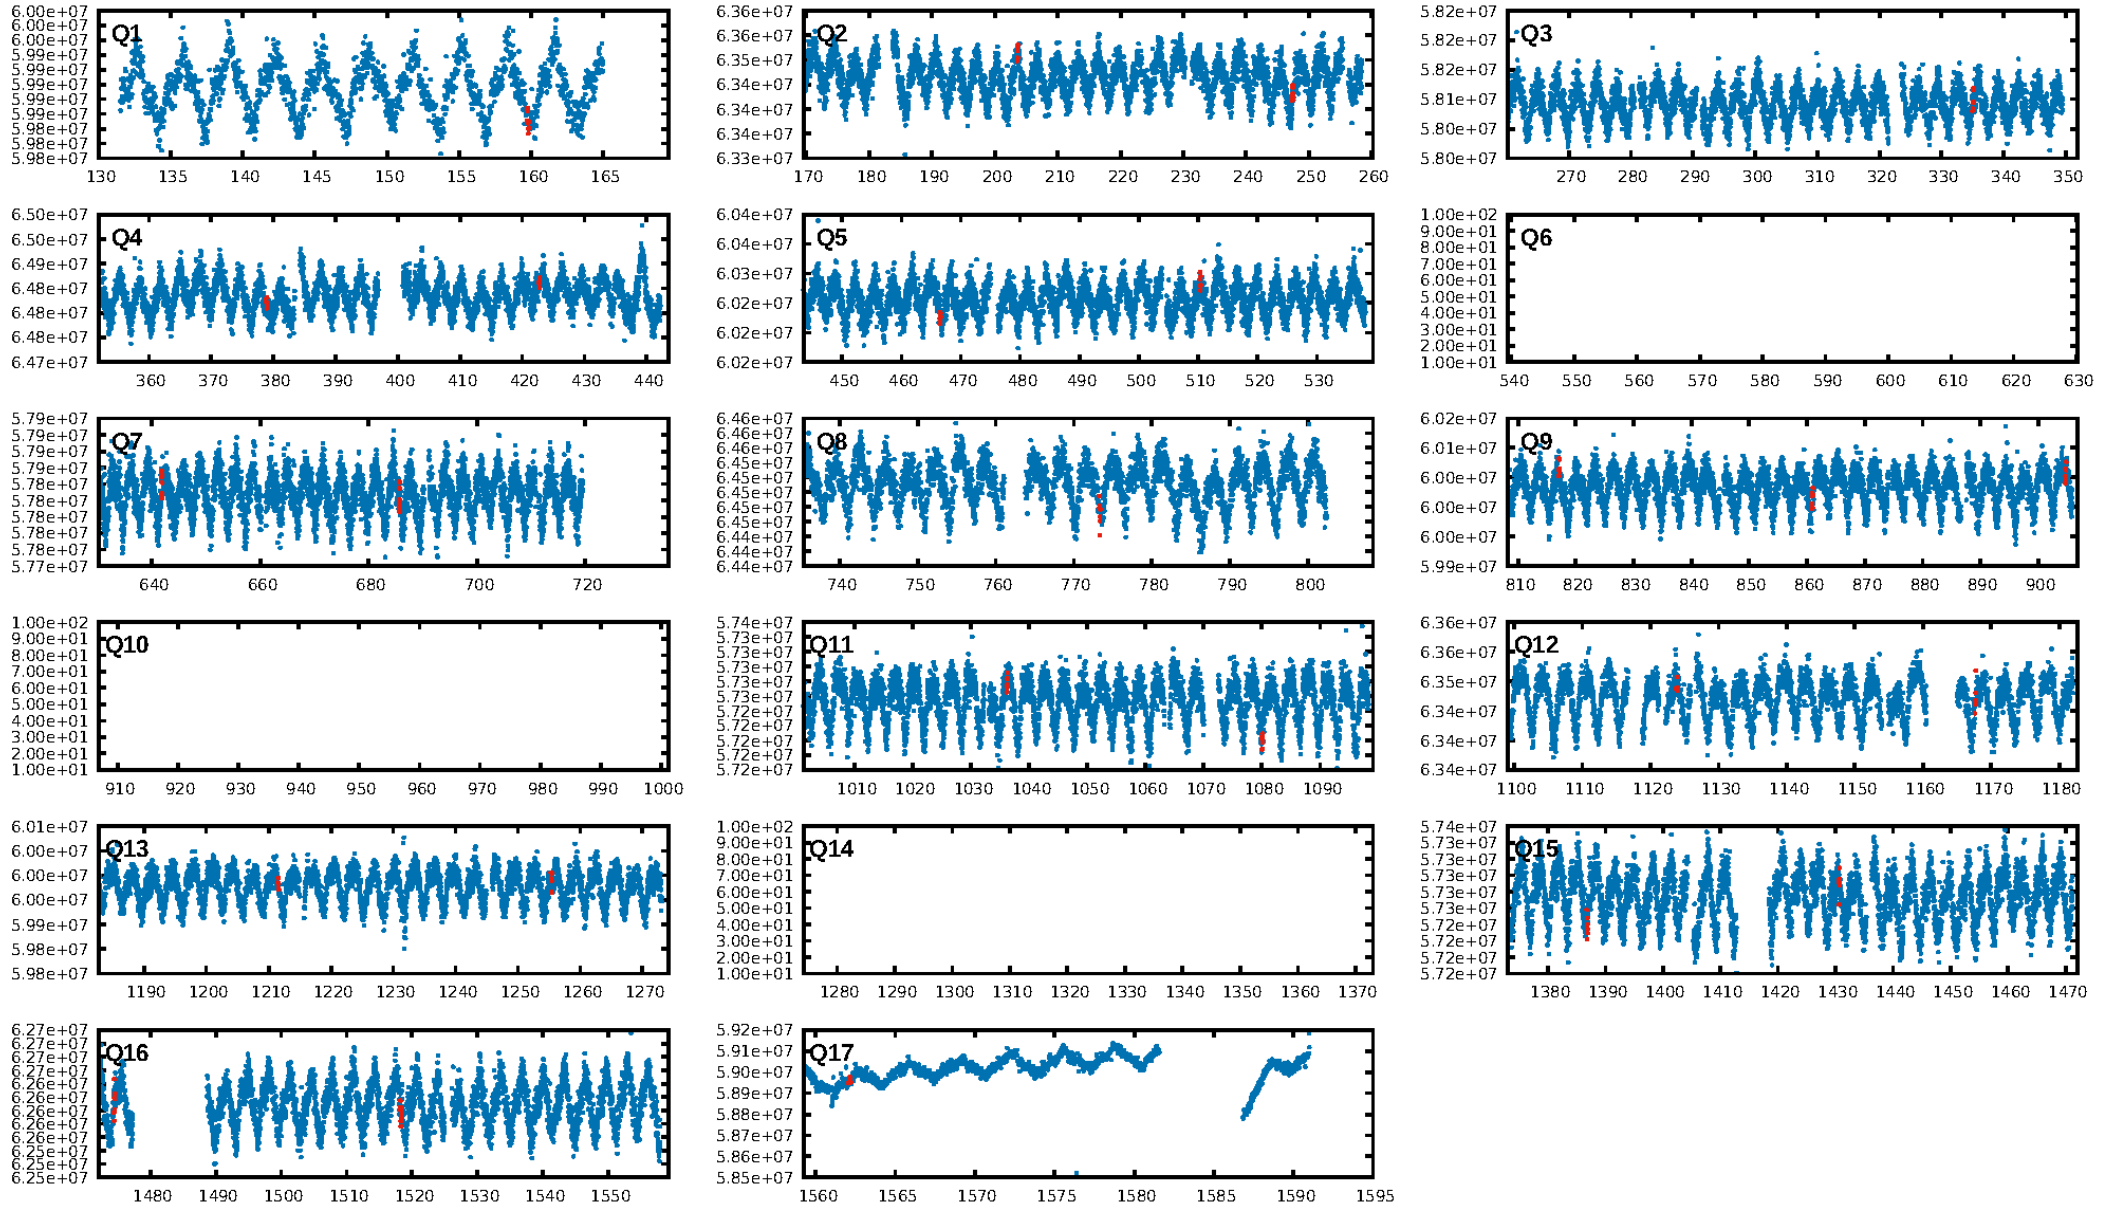 Q1
6.00e+07
6.00e+07
6.00e+07
5.99e+07
5.99e+07
5.99e+07
5.99e+07
5.99e+07
5.98e+07
5.98e+07
5.98e+07
130 135 140 145 150 155 160 165
Q2
6.36e+07
6.36e+07
6.35e+07
6.34e+07
6.34e+07
6.34e+07
6.33e+07
170 180 190 200 210 220 230 240 250 260
Q3
5.82e+07
5.82e+07
5.82e+07
5.81e+07
5.80e+07
5.80e+07
270 280 290 300 310 320 330 340 350
Q4
6.50e+07
6.50e+07
6.49e+07
6.48e+07
6.48e+07
6.48e+07
6.47e+07
360 370 380 390 400 410 420 430 440
Q5
6.04e+07
6.04e+07
6.03e+07
6.02e+07
6.02e+07
6.02e+07
450 460 470 480 490 500 510 520 530
Q6
1.00e+02
9.00e+01
8.00e+01
7.00e+01
6.00e+01
5.00e+01
4.00e+01
3.00e+01
2.00e+01
1.00e+01
540 550 560 570 580 590 600 610 620 630
Q7
5.79e+07
5.79e+07
5.79e+07
5.79e+07
5.78e+07
5.78e+07
5.78e+07
5.78e+07
5.78e+07
5.77e+07
640 660 680 700 720
Q8
6.46e+07
6.46e+07
6.46e+07
6.45e+07
6.45e+07
6.45e+07
6.45e+07
6.45e+07
6.44e+07
6.44e+07
6.44e+07
740 750 760 770 780 790 800
Q9
6.02e+07
6.01e+07
6.00e+07
6.00e+07
6.00e+07
5.99e+07
810 820 830 840 850 860 870 880 890 900
Q10
1.00e+02
9.00e+01
8.00e+01
7.00e+01
6.00e+01
5.00e+01
4.00e+01
3.00e+01
2.00e+01
1.00e+01
910 920 930 940 950 960 970 980 990 1000
Q11
5.74e+07
5.73e+07
5.73e+07
5.73e+07
5.73e+07
5.73e+07
5.72e+07
5.72e+07
5.72e+07
5.72e+07
5.72e+07
1010 1020 1030 1040 1050 1060 1070 1080 1090
Q12
6.36e+07
6.36e+07
6.35e+07
6.34e+07
6.34e+07
6.34e+07
1100 1110 1120 1130 1140 1150 1160 1170 1180
Q13
6.01e+07
6.00e+07
6.00e+07
6.00e+07
5.99e+07
5.98e+07
5.98e+07
1190 1200 1210 1220 1230 1240 1250 1260 1270
Q14
1.00e+02
9.00e+01
8.00e+01
7.00e+01
6.00e+01
5.00e+01
4.00e+01
3.00e+01
2.00e+01
1.00e+01
1280 1290 1300 1310 1320 1330 1340 1350 1360 1370
Q15
5.74e+07
5.73e+07
5.73e+07
5.73e+07
5.73e+07
5.73e+07
5.72e+07
5.72e+07
5.72e+07
5.72e+07
1380 1390 1400 1410 1420 1430 1440 1450 1460 1470
Q16
6.27e+07
6.27e+07
6.27e+07
6.27e+07
6.26e+07
6.26e+07
6.26e+07
6.26e+07
6.26e+07
6.25e+07
6.25e+07
6.25e+07
1480 1490 1500 1510 1520 1530 1540 1550
Q17
5.92e+07
5.91e+07
5.90e+07
5.89e+07
5.88e+07
5.87e+07
5.86e+07
5.85e+07
1560 1565 1570 1575 1580 1585 1590 1595